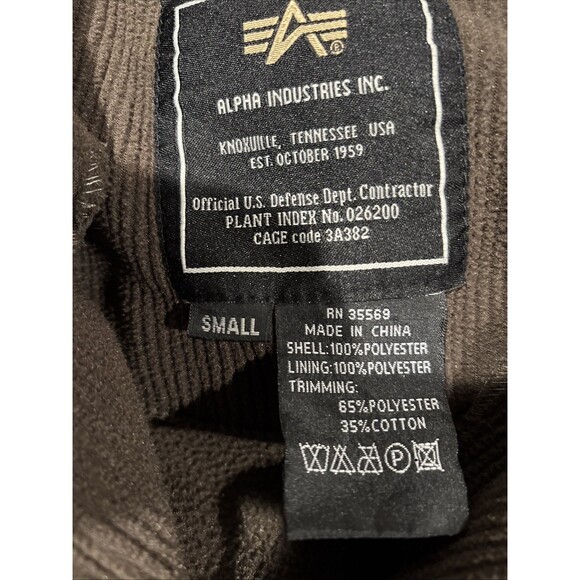 ALPHA INDUSTRIES INC.
KNOXVILLE, TENNESSEE USA
EST. OCTOBER 1959
Official U.S. Defense Dept. Contractor
PLANT INDEX No. 026200
CAGE code 3A382
SMALL
RN 35569
MADE IN CHINA
SHELL:100%POLYESTER
LINING:100%POLYESTER
TRIMMING:
65%POLYESTER
35%COTTON
P